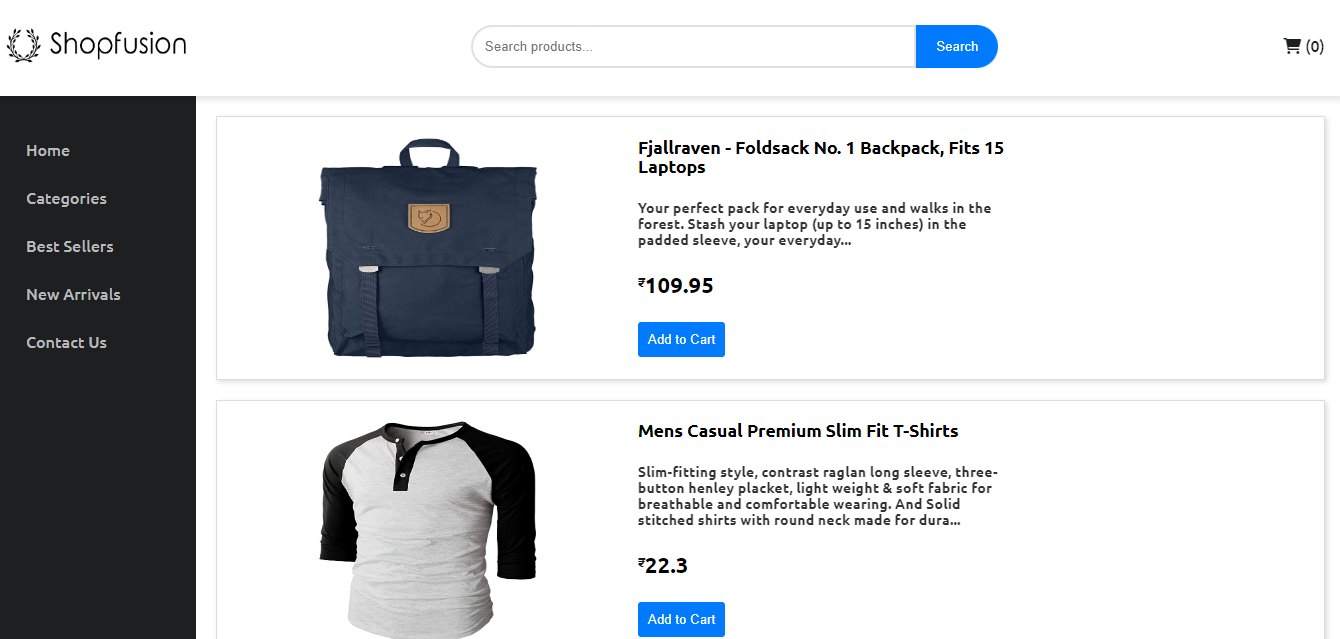 Shopfusion
Search products...
Search
(0)
Home
Categories
Best Sellers
New Arrivals
Contact Us
Fjallraven - Foldsack No. 1 Backpack, Fits 15
Laptops
Your perfect pack for everyday use and walks in the
forest. Stash your laptop (up to 15 inches) in the
padded sleeve, your everyday...
₹109.95
Add to Cart
Mens Casual Premium Slim Fit T-Shirts
Slim-fitting style, contrast raglan long sleeve, three-
button henley placket, light weight & soft fabric for
breathable and comfortable wearing. And Solid
stitched shirts with round neck made for dura...
₹22.3
Add to Cart